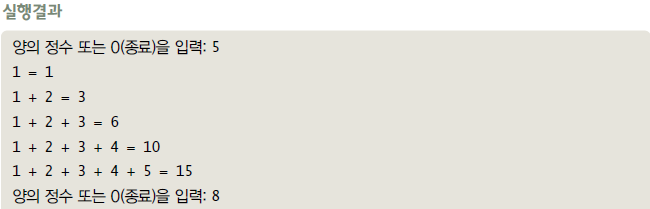 실행결과
양의 정수 또는 0(종료)을 입력: 5
1 = 1
1 + 2 = 3
1 + 2 + 3 = 6
1 + 2 + 3 + 4 = 10
1 + 2 + 3 + 4 + 5 = 15
양의 정수 또는 0(종료)을 입력: 8